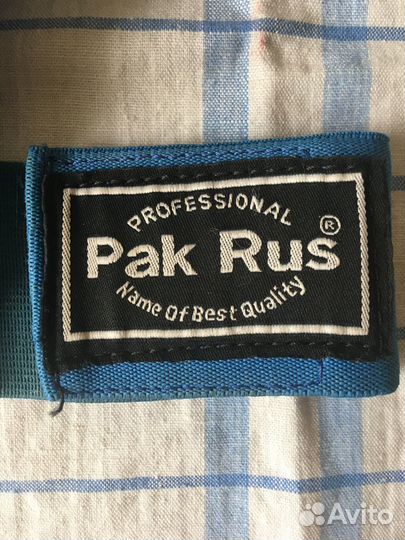 PROFESSIONAL
Pak Rus ®
Name Of Best Quality
Avito